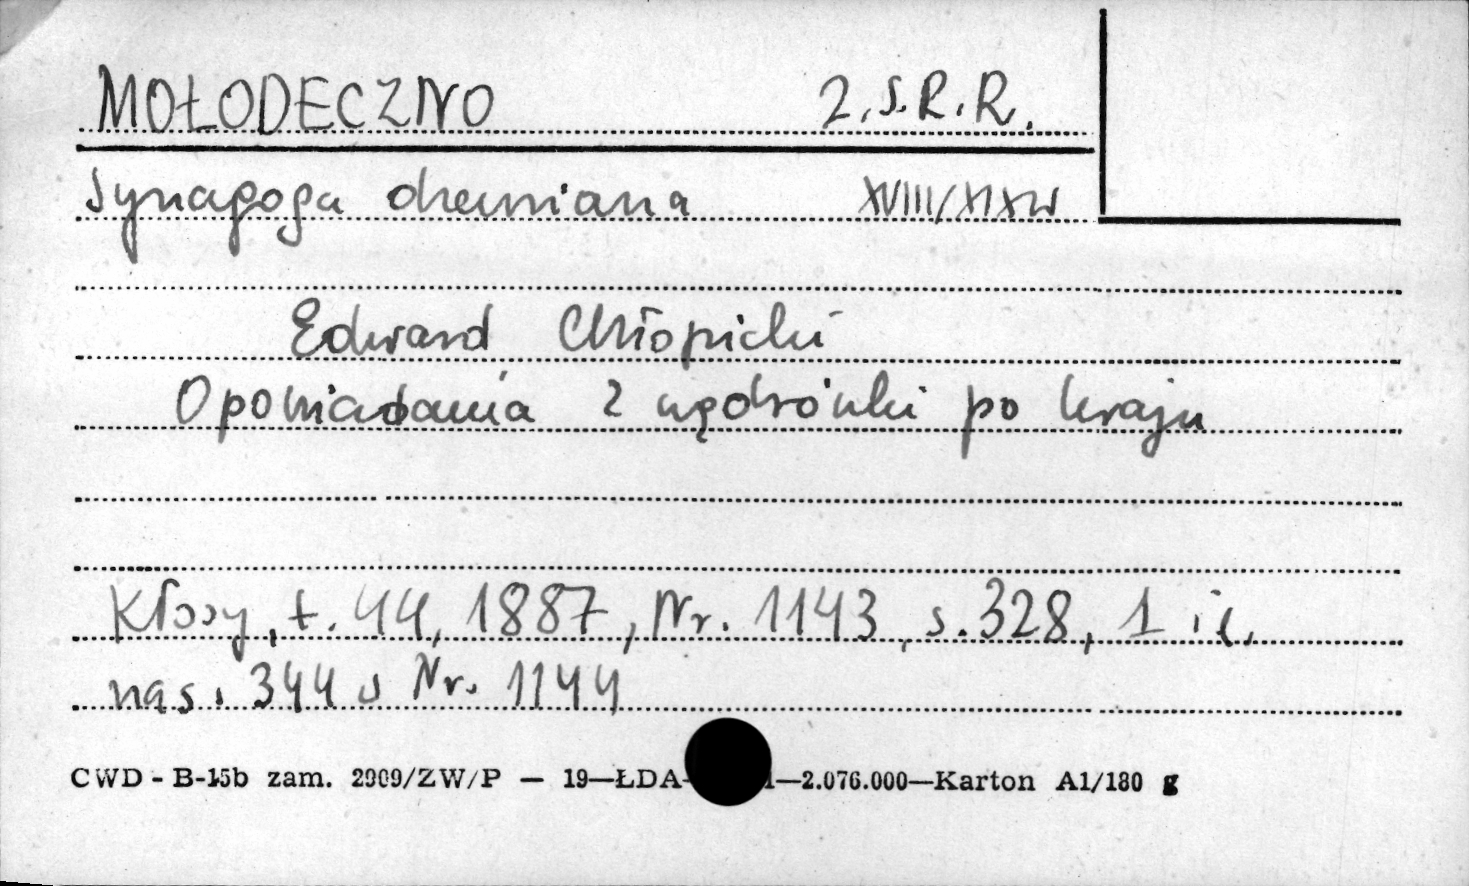 MOŁODECZNO Z.S.R.R.
Synagoga drewniana XVIII/XIX w
Edward Chłopicki
Opowiadania z wędrówki po kraju
Kłosy, t. 44, 1887, Nr. 1143, s. 328, 1 il.
na s. 344 w Nr. 1144
CWD - B-15b zam. 2909/ZW/P — 19—ŁDA- —2.076.000—Karton A1/180 g